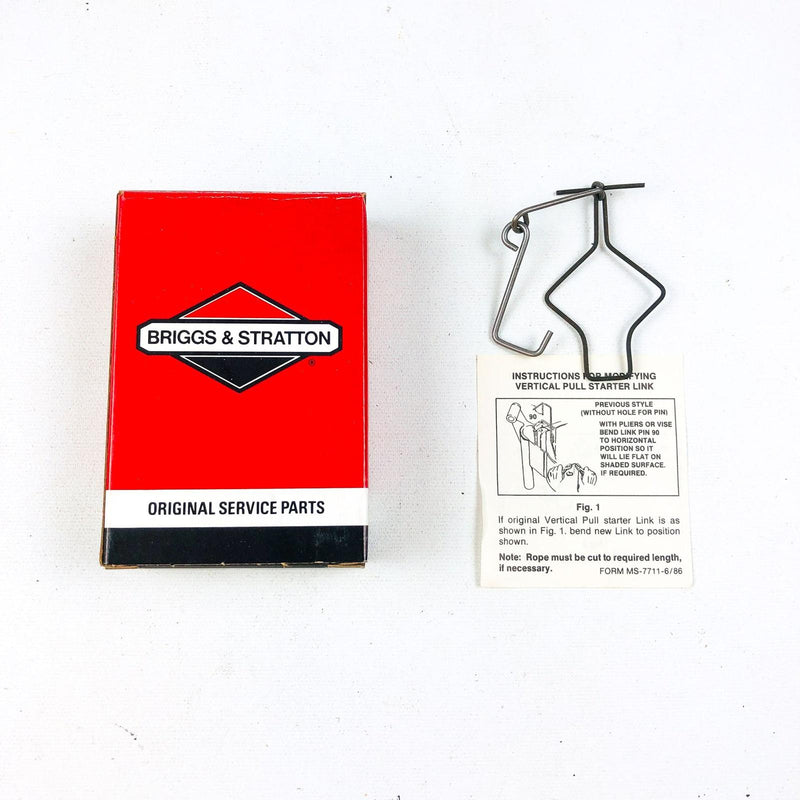 BRIGGS & STRATTON
®
ORIGINAL SERVICE PARTS
INSTRUCTIONS FOR MODIFYING
VERTICAL PULL STARTER LINK
PREVIOUS STYLE
(WITHOUT HOLE FOR PIN)
90
WITH PLIERS OR VISE
BEND LINK PIN 90
TO HORIZONTAL
POSITION SO IT
WILL LIE FLAT ON
SHADED SURFACE.
IF REQUIRED.
Fig. 1
If original Vertical Pull starter Link is as
shown in Fig. 1. bend new Link to position
shown.
Note: Rope must be cut to required length,
if necessary.
FORM MS-7711-6/86